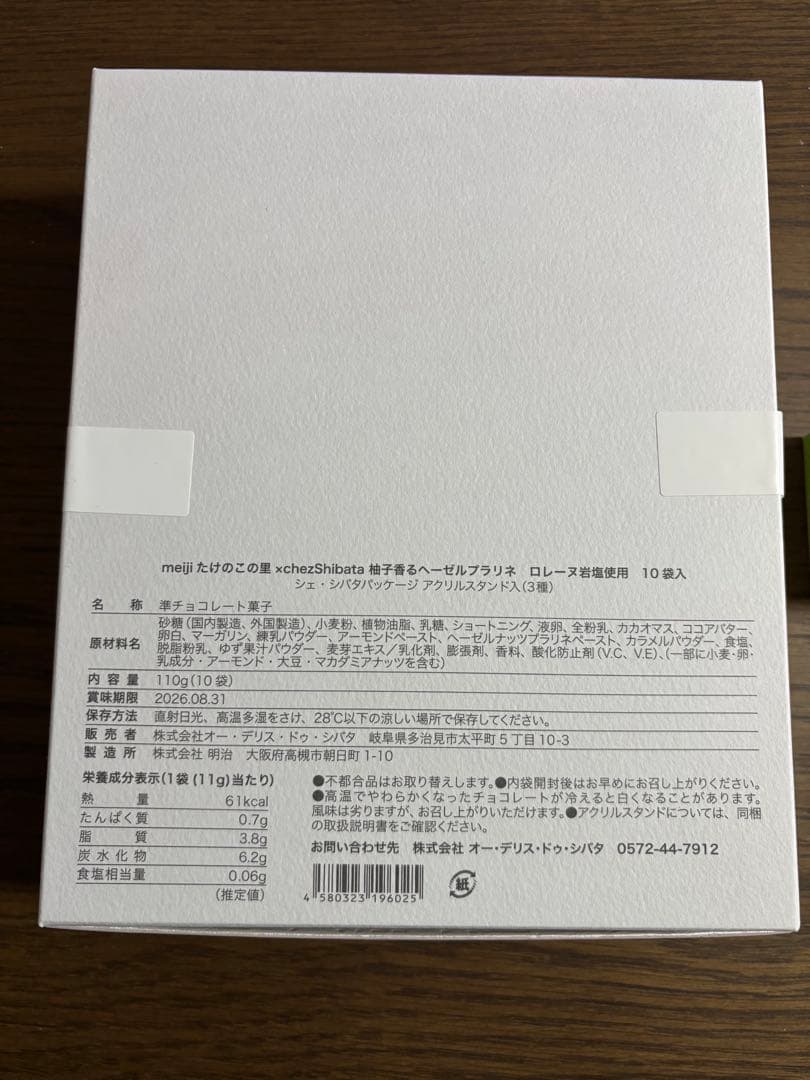 meiji たけのこの里 ×chezShibata 柚子香るヘーゼルプラリネ ロレーヌ岩塩使用 10袋入
シェ・シバタパッケージ アクリルスタンド入(3種)
名称 準チョコレート菓子
原材料名 砂糖(国内製造、外国製造)、小麦粉、植物油脂、乳糖、ショートニング、液卵、全粉乳、カカオマス、ココアバター、
卵白、マーガリン、練乳パウダー、アーモンドペースト、ヘーゼルナッツプラリネペースト、カラメルパウダー、食塩、
脱脂粉乳、ゆず果汁パウダー、麦芽エキス/乳化剤、膨張剤、香料、酸化防止剤(V.C、V.E)、(一部に小麦・卵・
乳成分・アーモンド・大豆・マカダミアナッツを含む)
内容量 110g(10袋)
賞味期限 2026.08.31
保存方法 直射日光、高温多湿をさけ、28℃以下の涼しい場所で保存してください。
販売者 株式会社オー・デリス・ドゥ・シバタ 岐阜県多治見市太平町5丁目10-3
製造所 株式会社 明治 大阪府高槻市朝日町1-10
栄養成分表示(1袋(11g)当たり)
熱量 61kcal
たんぱく質 0.7g
脂質 3.8g
炭水化物 6.2g
食塩相当量 0.06g
(推定値)
●不都合品はお取り替えします。●内袋開封後はお早めにお召し上がりください。
●高温でやわらかくなったチョコレートが冷えると白くなることがあります。
風味は劣りますが、お召し上がりいただけます。●アクリルスタンドについては、同梱
の取扱説明書をご確認ください。
お問い合わせ先 株式会社 オー・デリス・ドゥ・シバタ 0572-44-7912
4 580323 196025
紙